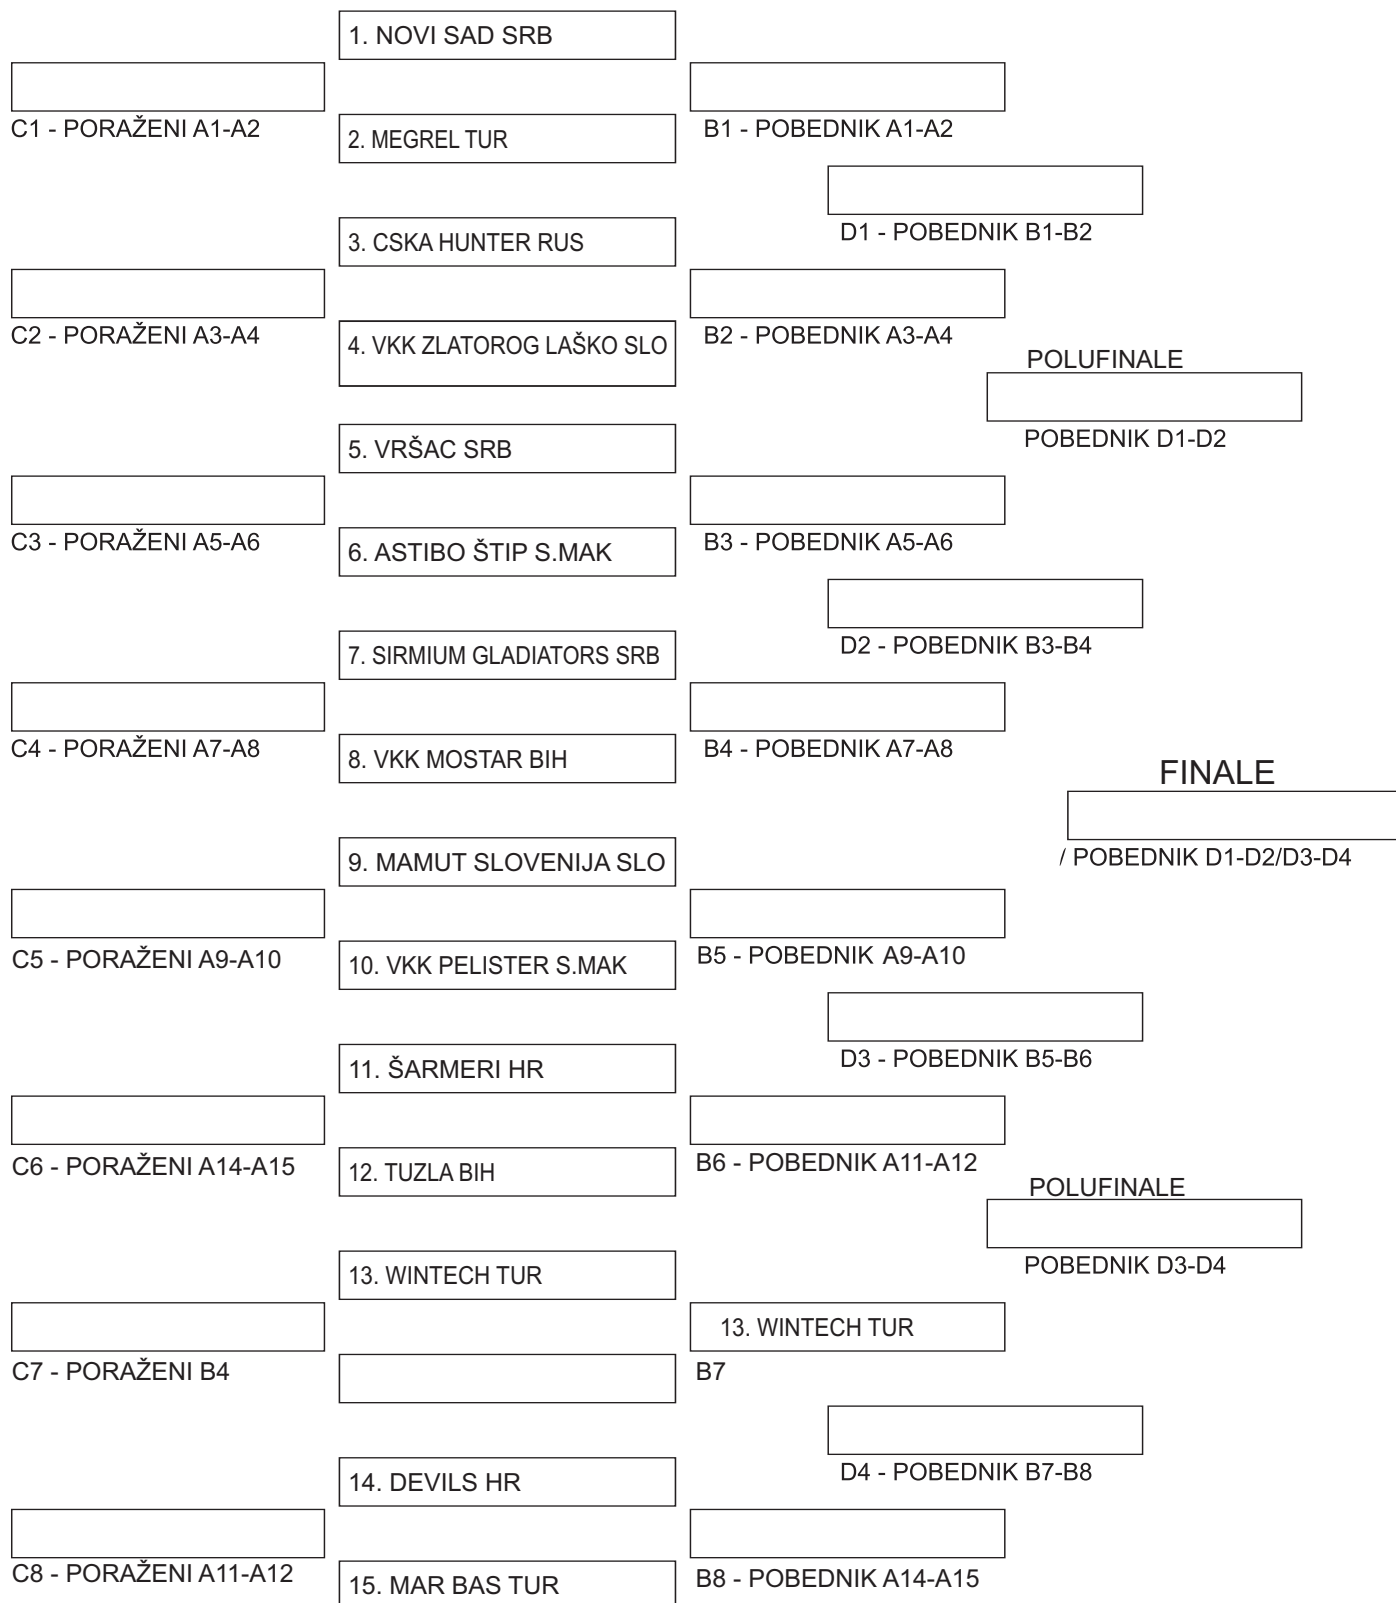 1. NOVI SAD SRB
C1 - PORAŽENI A1-A2
B1 - POBEDNIK A1-A2
2. MEGREL TUR
D1 - POBEDNIK B1-B2
3. CSKA HUNTER RUS
C2 - PORAŽENI A3-A4
B2 - POBEDNIK A3-A4
4. VKK ZLATOROG LAŠKO SLO
POLUFINALE
POBEDNIK D1-D2
5. VRŠAC SRB
C3 - PORAŽENI A5-A6
B3 - POBEDNIK A5-A6
6. ASTIBO ŠTIP S.MAK
D2 - POBEDNIK B3-B4
7. SIRMIUM GLADIATORS SRB
C4 - PORAŽENI A7-A8
B4 - POBEDNIK A7-A8
8. VKK MOSTAR BIH
FINALE
/ POBEDNIK D1-D2/D3-D4
9. MAMUT SLOVENIJA SLO
C5 - PORAŽENI A9-A10
B5 - POBEDNIK A9-A10
10. VKK PELISTER S.MAK
D3 - POBEDNIK B5-B6
11. ŠARMERI HR
C6 - PORAŽENI A14-A15
B6 - POBEDNIK A11-A12
12. TUZLA BIH
POLUFINALE
POBEDNIK D3-D4
13. WINTECH TUR
13. WINTECH TUR
C7 - PORAŽENI B4
B7
D4 - POBEDNIK B7-B8
14. DEVILS HR
C8 - PORAŽENI A11-A12
B8 - POBEDNIK A14-A15
15. MAR BAS TUR